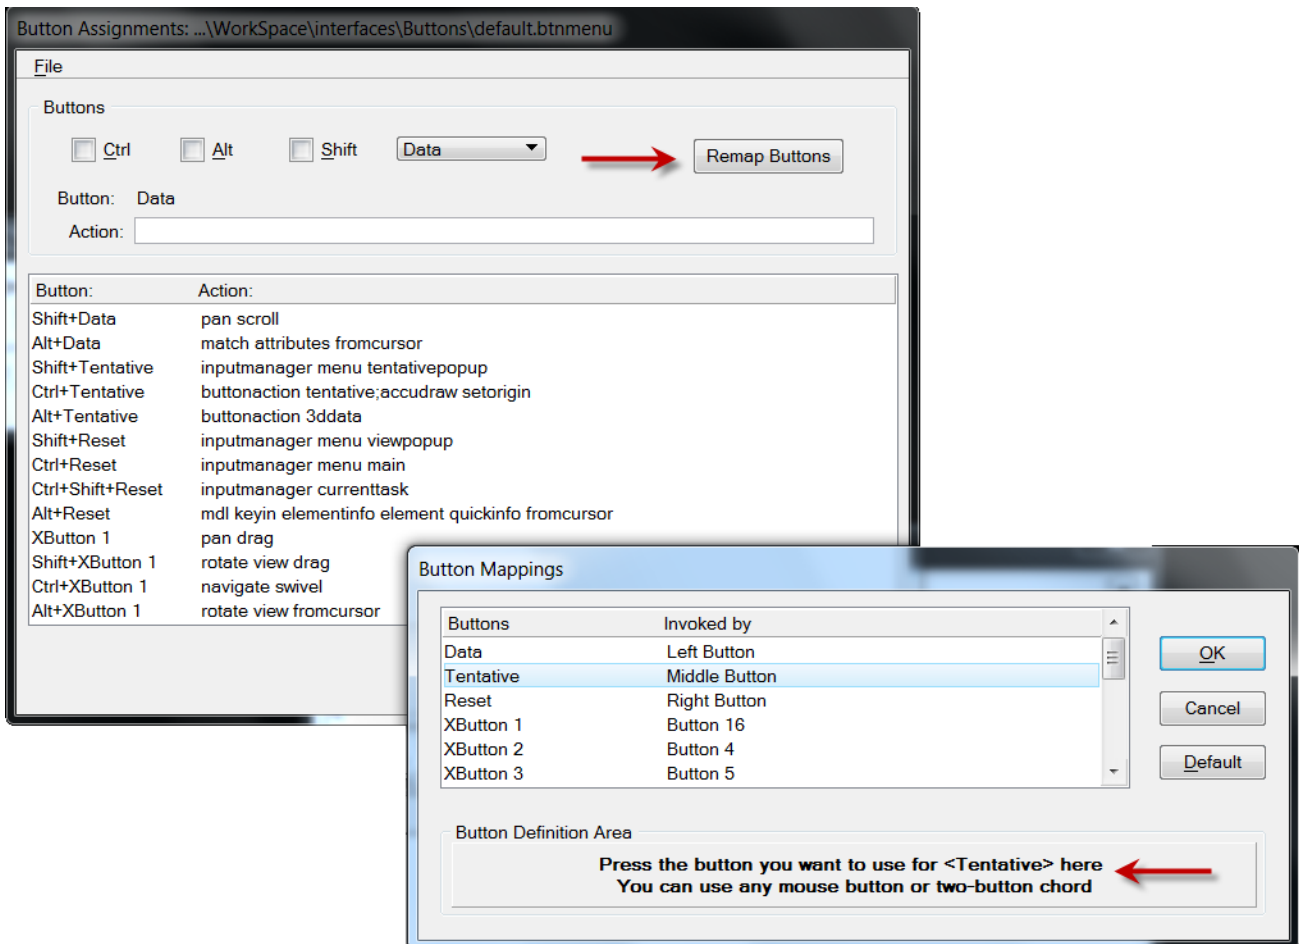 Button Assignments: ...\WorkSpace\interfaces\Buttons\default.btnmenu
File
Buttons
Ctrl Alt Shift Data Remap Buttons
Button: Data
Action:
Button: Action:
Shift+Data pan scroll
Alt+Data match attributes fromcursor
Shift+Tentative inputmanager menu tentativepopup
Ctrl+Tentative buttonaction tentative;accudraw setorigin
Alt+Tentative buttonaction 3ddata
Shift+Reset inputmanager menu viewpopup
Ctrl+Reset inputmanager menu main
Ctrl+Shift+Reset inputmanager currenttask
Alt+Reset mdl keyin elementinfo element quickinfo fromcursor
XButton 1 pan drag
Shift+XButton 1 rotate view drag
Ctrl+XButton 1 navigate swivel
Alt+XButton 1 rotate view fromcursor
Button Mappings
Buttons Invoked by
Data Left Button
Tentative Middle Button
Reset Right Button
XButton 1 Button 16
XButton 2 Button 4
XButton 3 Button 5
OK
Cancel
Default
Button Definition Area
Press the button you want to use for <Tentative> here
You can use any mouse button or two-button chord